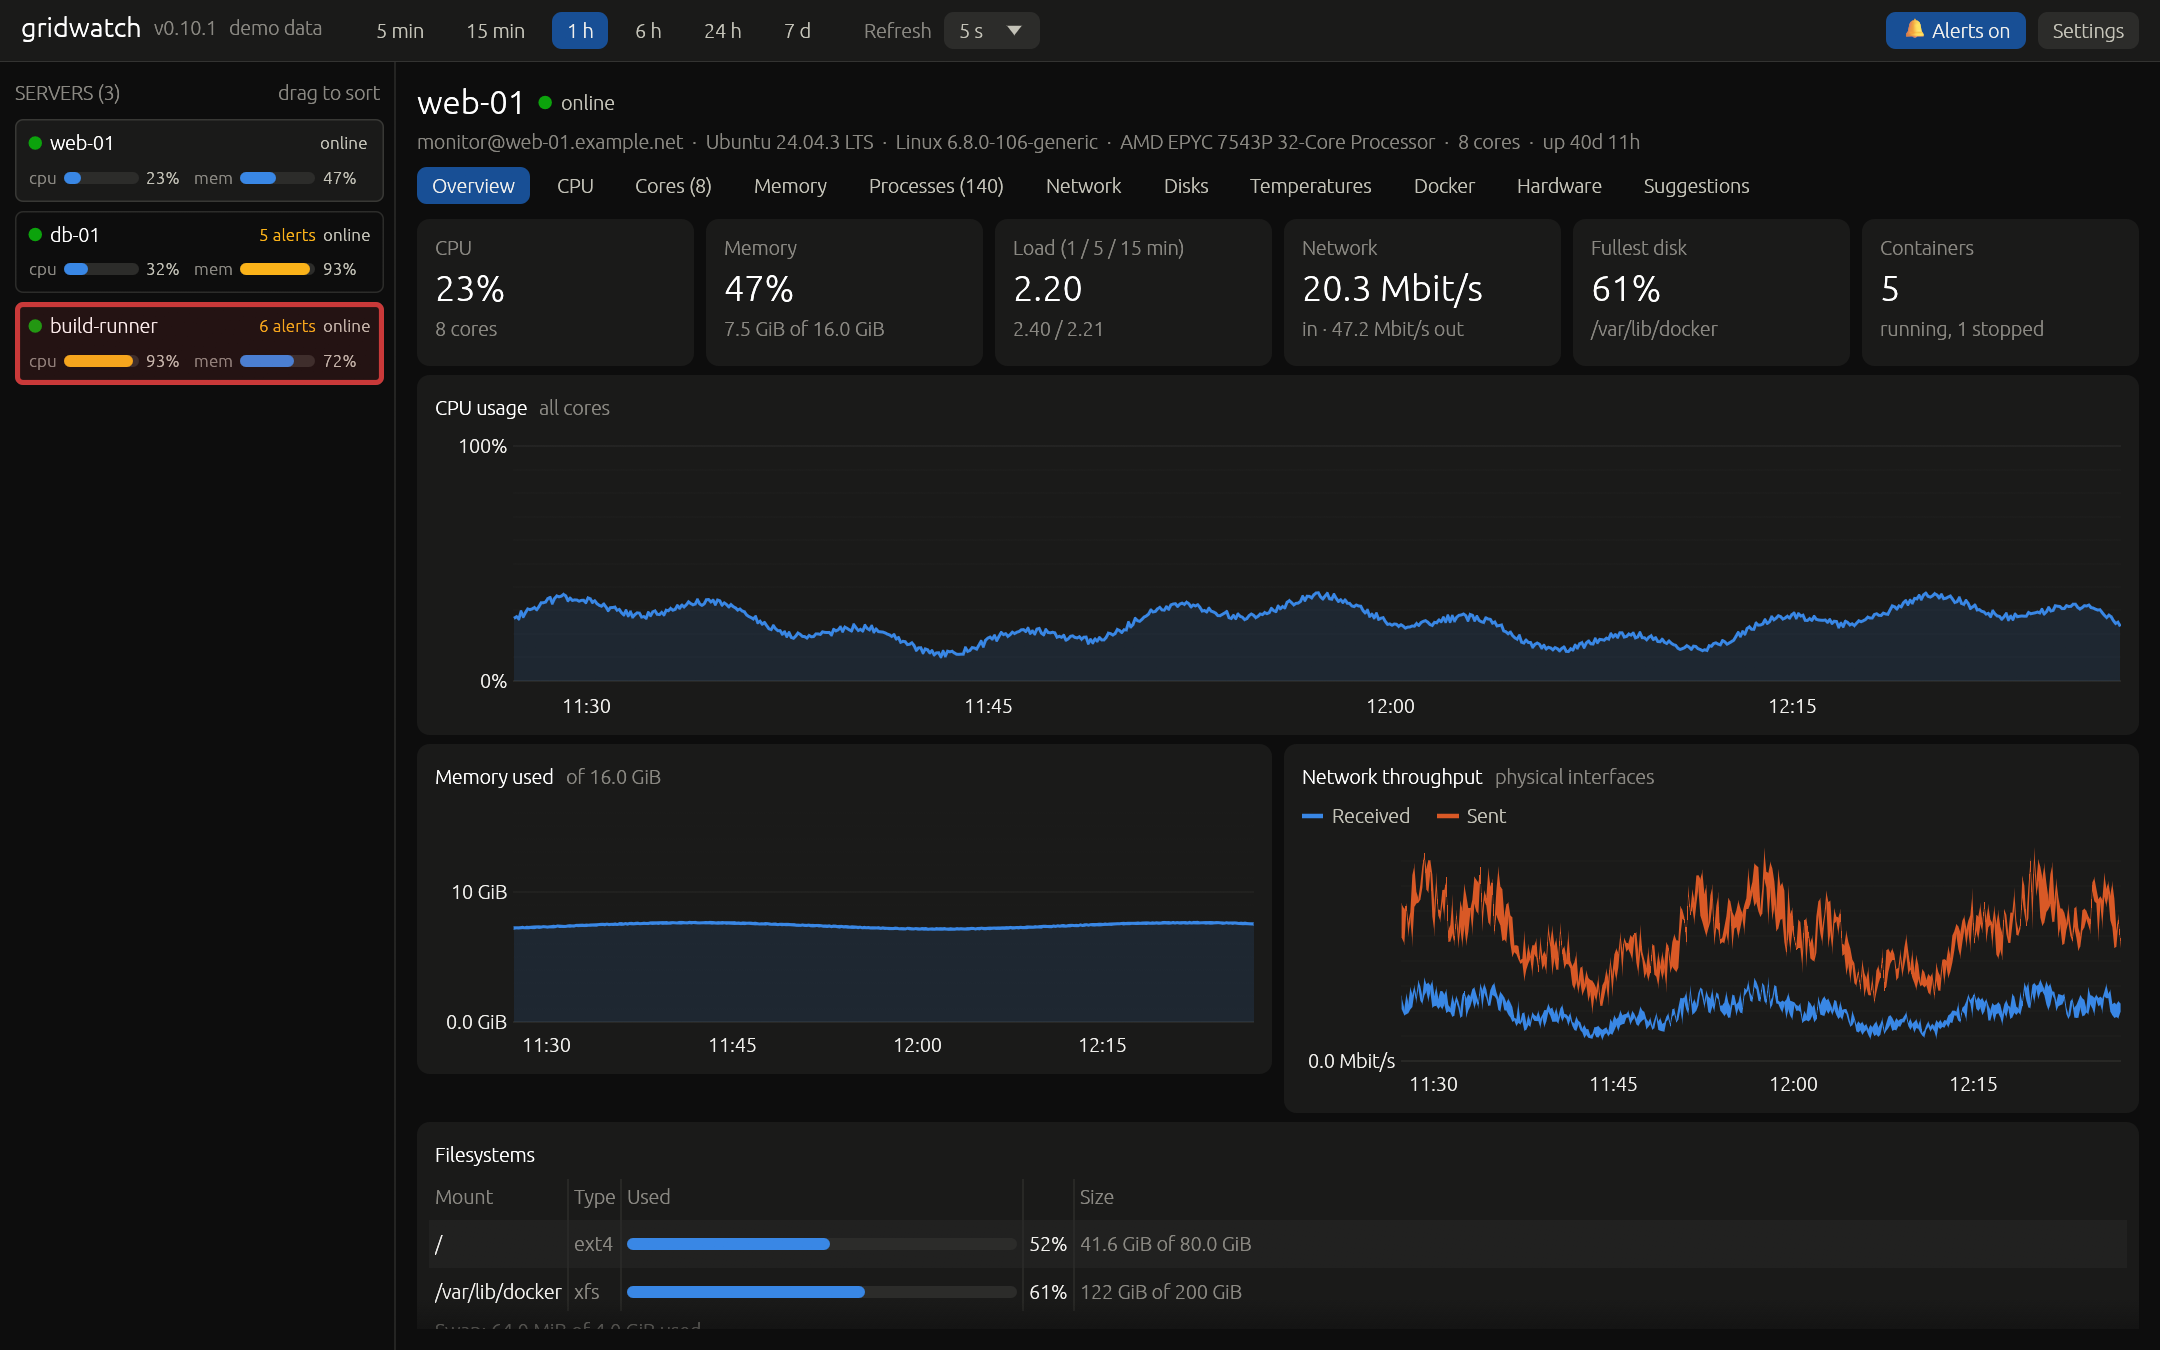 gridwatch v0.10.1 demo data 5 min 15 min 1 h 6 h 24 h 7 d Refresh 5 s Alerts on Settings
SERVERS (3) drag to sort
web-01 online
cpu 23% mem 47%
db-01 5 alerts online
cpu 32% mem 93%
build-runner 6 alerts online
cpu 93% mem 72%
web-01 online
monitor@web-01.example.net · Ubuntu 24.04.3 LTS · Linux 6.8.0-106-generic · AMD EPYC 7543P 32-Core Processor · 8 cores · up 40d 11h
Overview CPU Cores (8) Memory Processes (140) Network Disks Temperatures Docker Hardware Suggestions
CPU
23%
8 cores
Memory
47%
7.5 GiB of 16.0 GiB
Load (1 / 5 / 15 min)
2.20
2.40 / 2.21
Network
20.3 Mbit/s
in · 47.2 Mbit/s out
Fullest disk
61%
/var/lib/docker
Containers
5
running, 1 stopped
CPU usage all cores
100%
0%
11:30 11:45 12:00 12:15
Memory used of 16.0 GiB
10 GiB
0.0 GiB
11:30 11:45 12:00 12:15
Network throughput physical interfaces
Received Sent
0.0 Mbit/s
11:30 11:45 12:00 12:15
Filesystems
Mount Type Used Size
/ ext4 52% 41.6 GiB of 80.0 GiB
/var/lib/docker xfs 61% 122 GiB of 200 GiB
Swap: 64.0 MiB of 4.0 GiB used